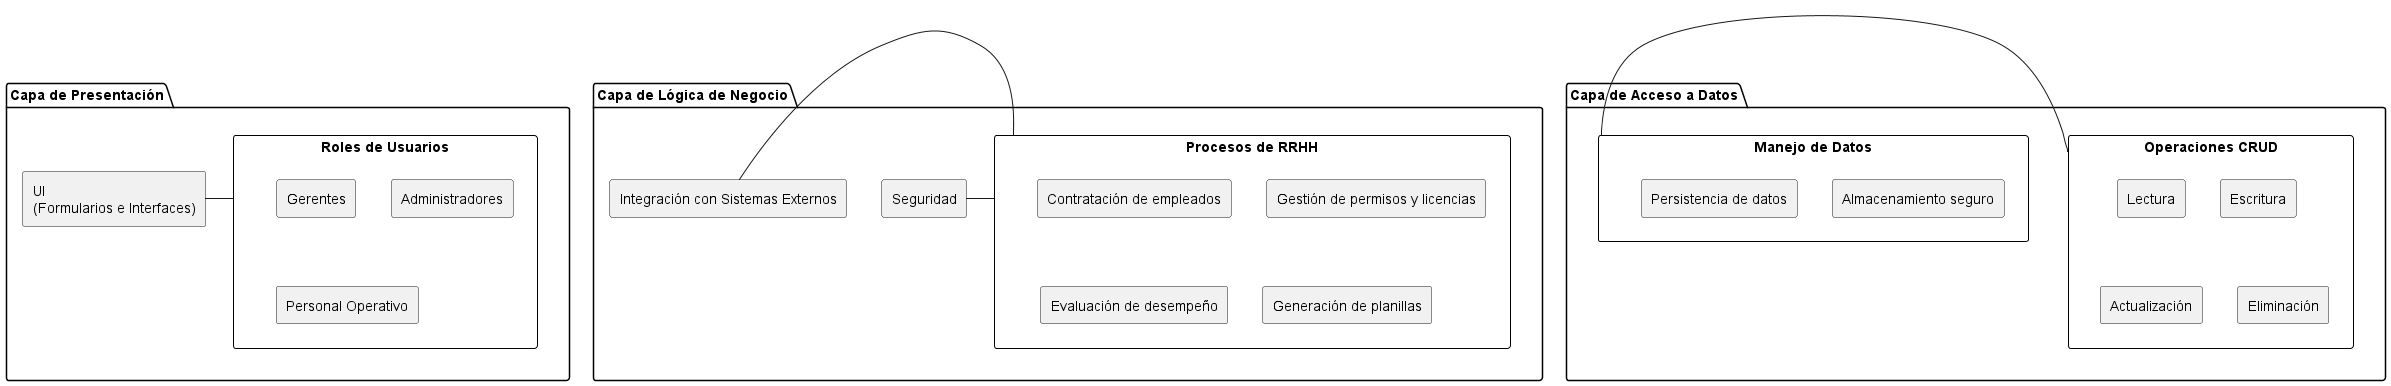 Capa de Presentación
Roles de Usuarios
UI
(Formularios e Interfaces)
Gerentes
Administradores
Personal Operativo
Capa de Lógica de Negocio
Integración con Sistemas Externos
Seguridad
Procesos de RRHH
Contratación de empleados
Gestión de permisos y licencias
Evaluación de desempeño
Generación de planillas
Capa de Acceso a Datos
Manejo de Datos
Persistencia de datos
Almacenamiento seguro
Operaciones CRUD
Lectura
Escritura
Actualización
Eliminación